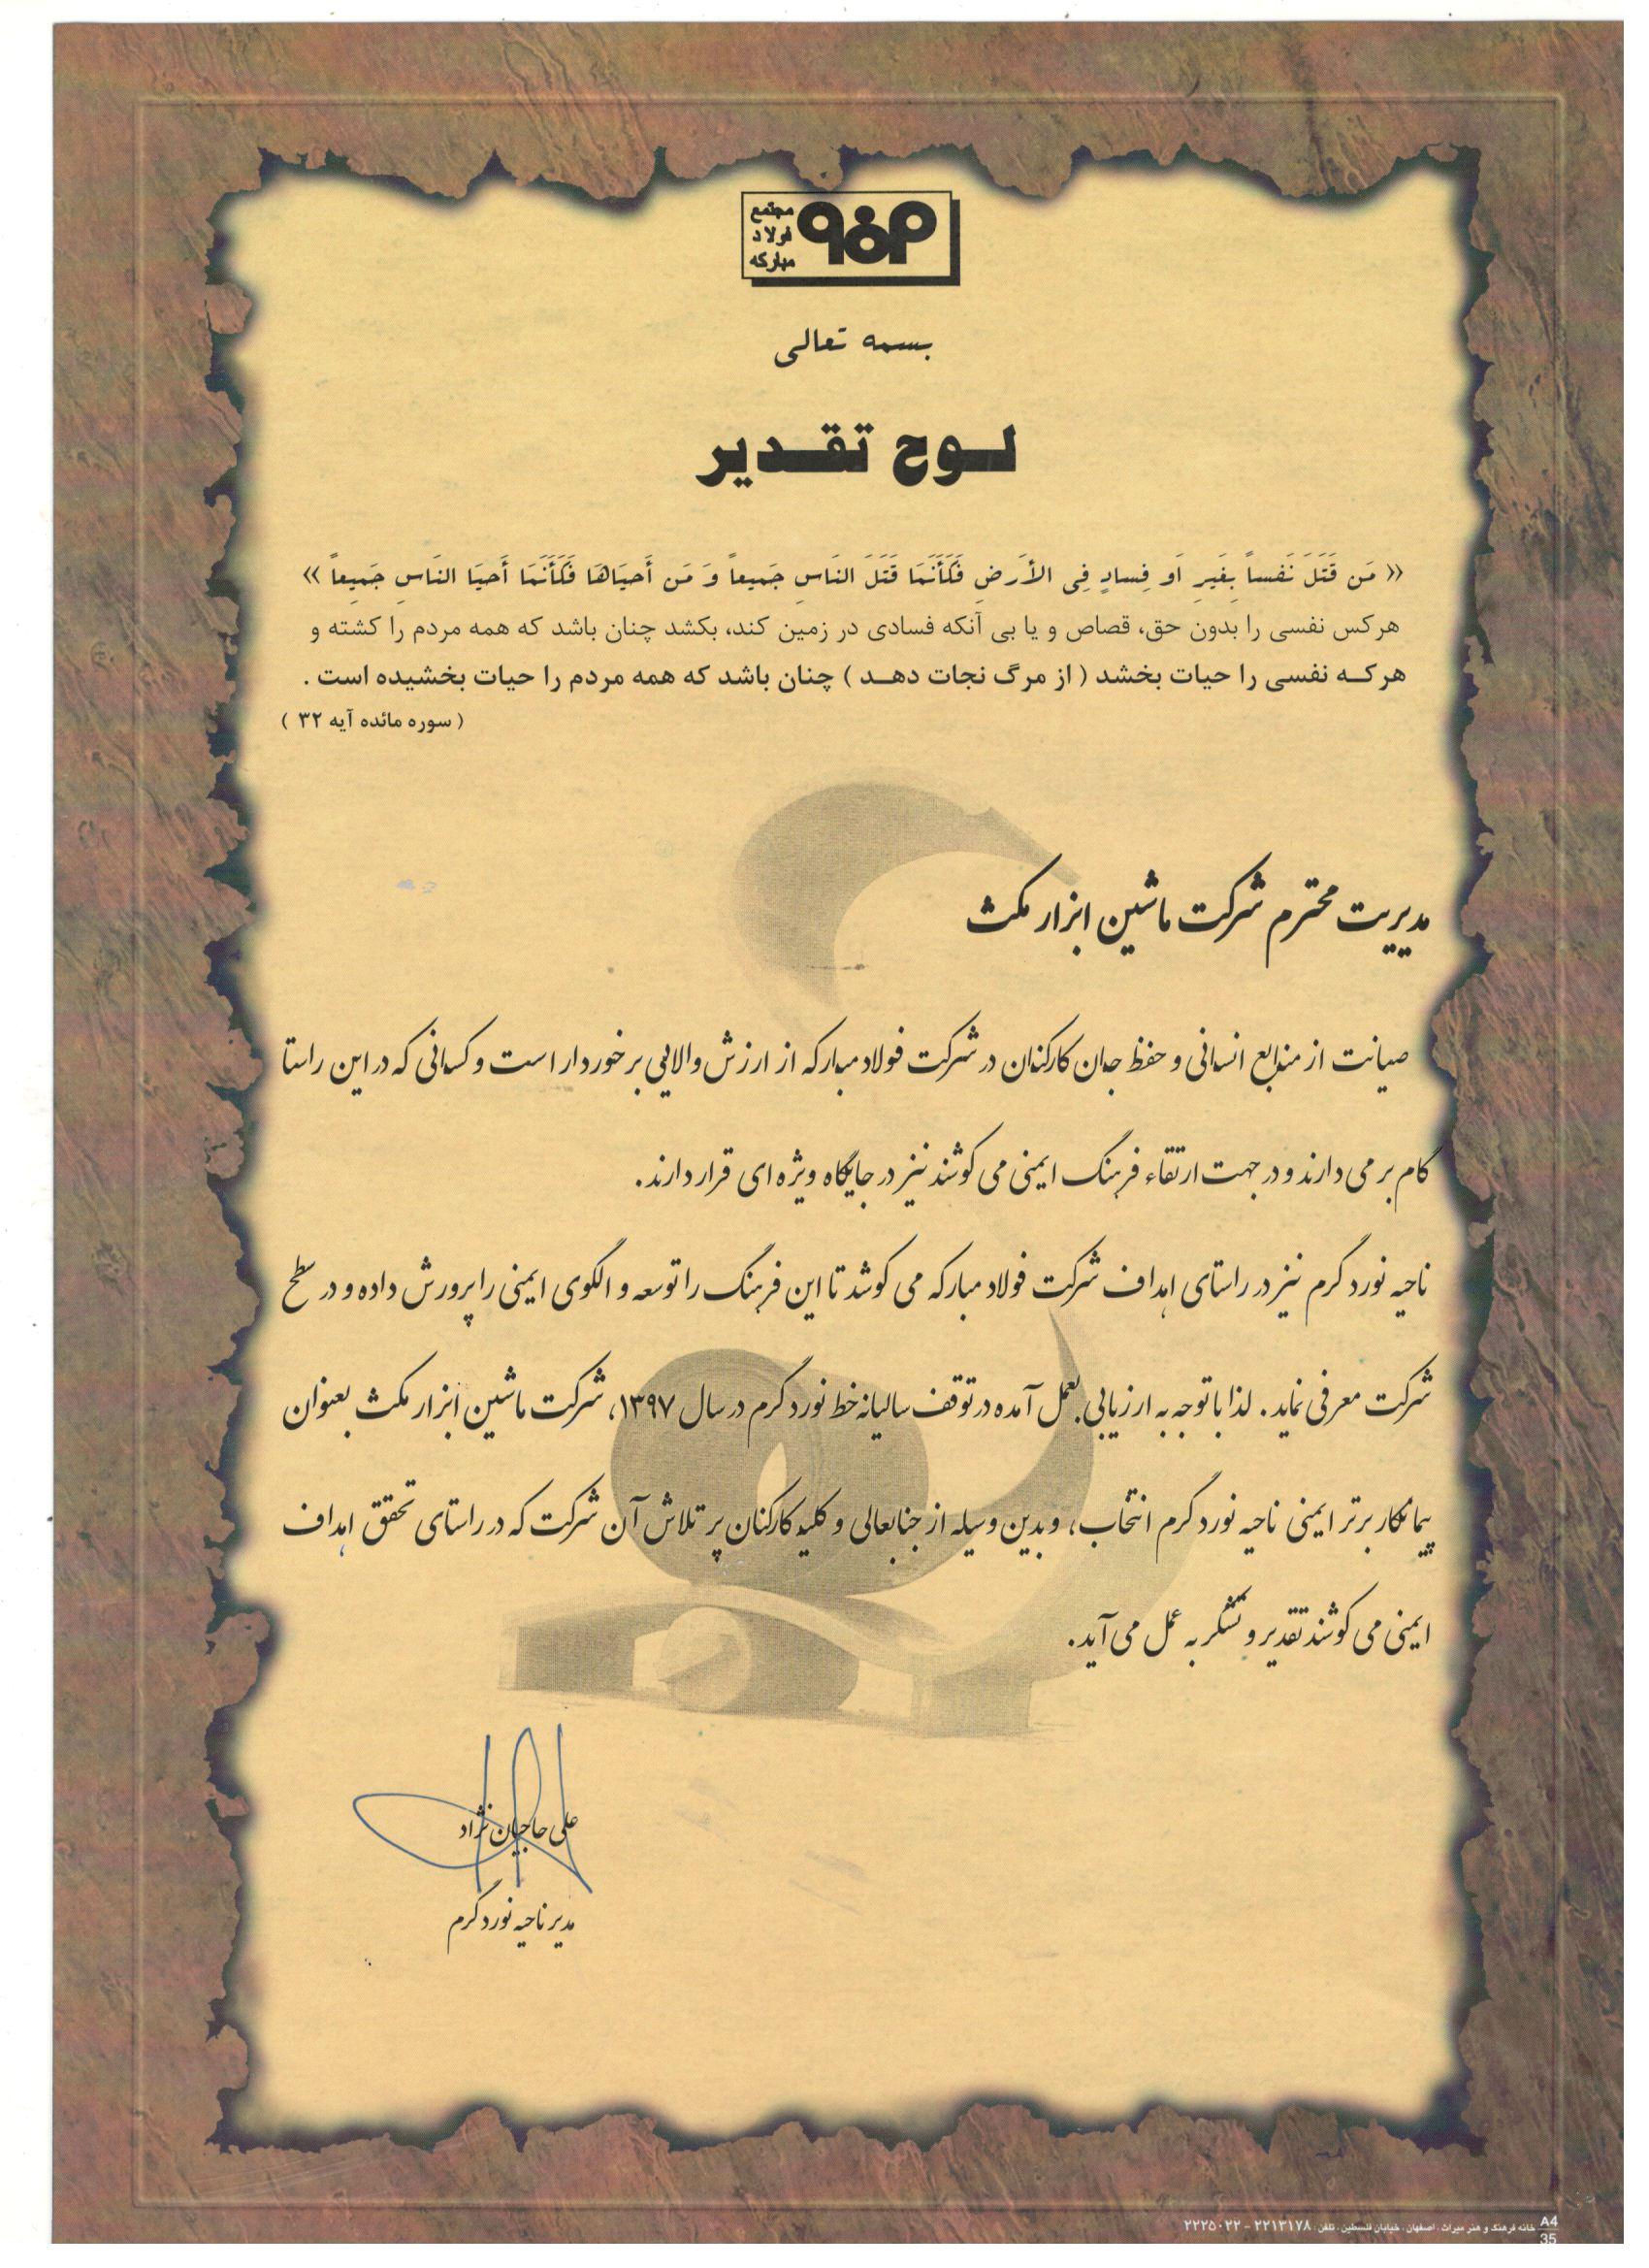 مجتمع
فولاد
مبارکه
بسمه تعالی
لوح تقدیر
« مَن قَتَلَ نَفساً بِغَیرِ اَو فِسادٍ فِی الأَرضِ فَکَأَنَّمَا قَتَلَ النَاسِ جَمیعاً وَ مَن أَحیَاهَا فَکَأَنَّمَا أَحیَا النَاسِ جَمِیعاً »
هرکس نفسی را بدون حق، قصاص و یا بی آنکه فسادی در زمین کند، بکشد چنان باشد که همه مردم را کشته و
هرکه نفسی را حیات بخشد ( از مرگ نجات دهد ) چنان باشد که همه مردم را حیات بخشیده است .
( سوره مائده آیه ۳۲ )
مدیریت محترم شرکت ماشین ابزار مکث
صیانت از منابع انسانی و حفظ جان کارکنان در شرکت فولاد مبارکه از ارزش والایی برخوردار است و کسانی که در این راستا
گام بر می دارند و در جهت ارتقاء فرهنگ ایمنی می کوشند نیز در جایگاه ویژه ای قرار دارند.
ناحیه نورد گرم نیز در راستای اهداف شرکت فولاد مبارکه می کوشد تا این فرهنگ را توسعه و الگوی ایمنی را پرورش داده و در سطح
شرکت معرفی نماید. لذا با توجه به ارزیابی بعمل آمده در توقف سالیانه خط نورد گرم در سال ۱۳۹۷، شرکت ماشین ابزار مکث بعنوان
پیمانکار برتر ایمنی ناحیه نورد گرم انتخاب، و بدین وسیله از جنابعالی و کلیه کارکنان پر تلاش آن شرکت که در راستای تحقق اهداف
ایمنی می کوشند تقدیر و تشکر به عمل می آید.
علی حاجیان نژاد
مدیر ناحیه نورد گرم
خانه فرهنگ و هنر میراث . اصفهان . خیابان فلسطین . تلفن : ۲۲۱۳۱۷۸ - ۲۲۲۵۰۲۲
A4
35